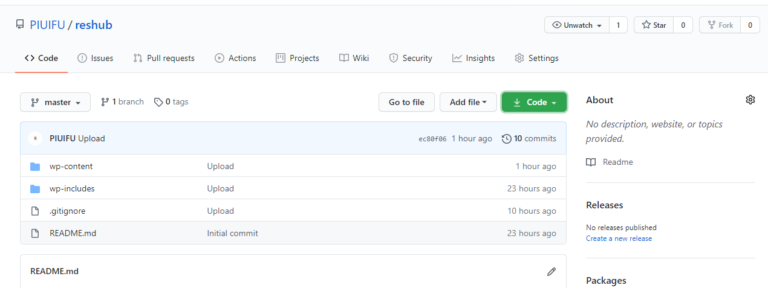 PIUIFU / reshub
Unwatch 1 Star 0 Fork 0
Code Issues Pull requests Actions Projects Wiki Security Insights Settings
master 1 branch 0 tags Go to file Add file Code
PIUIFU Upload ec80f06 1 hour ago 10 commits
wp-content Upload 1 hour ago
wp-includes Upload 23 hours ago
.gitignore Upload 10 hours ago
README.md Initial commit 23 hours ago
README.md
About
No description, website, or topics
provided.
Readme
Releases
No releases published
Create a new release
Packages